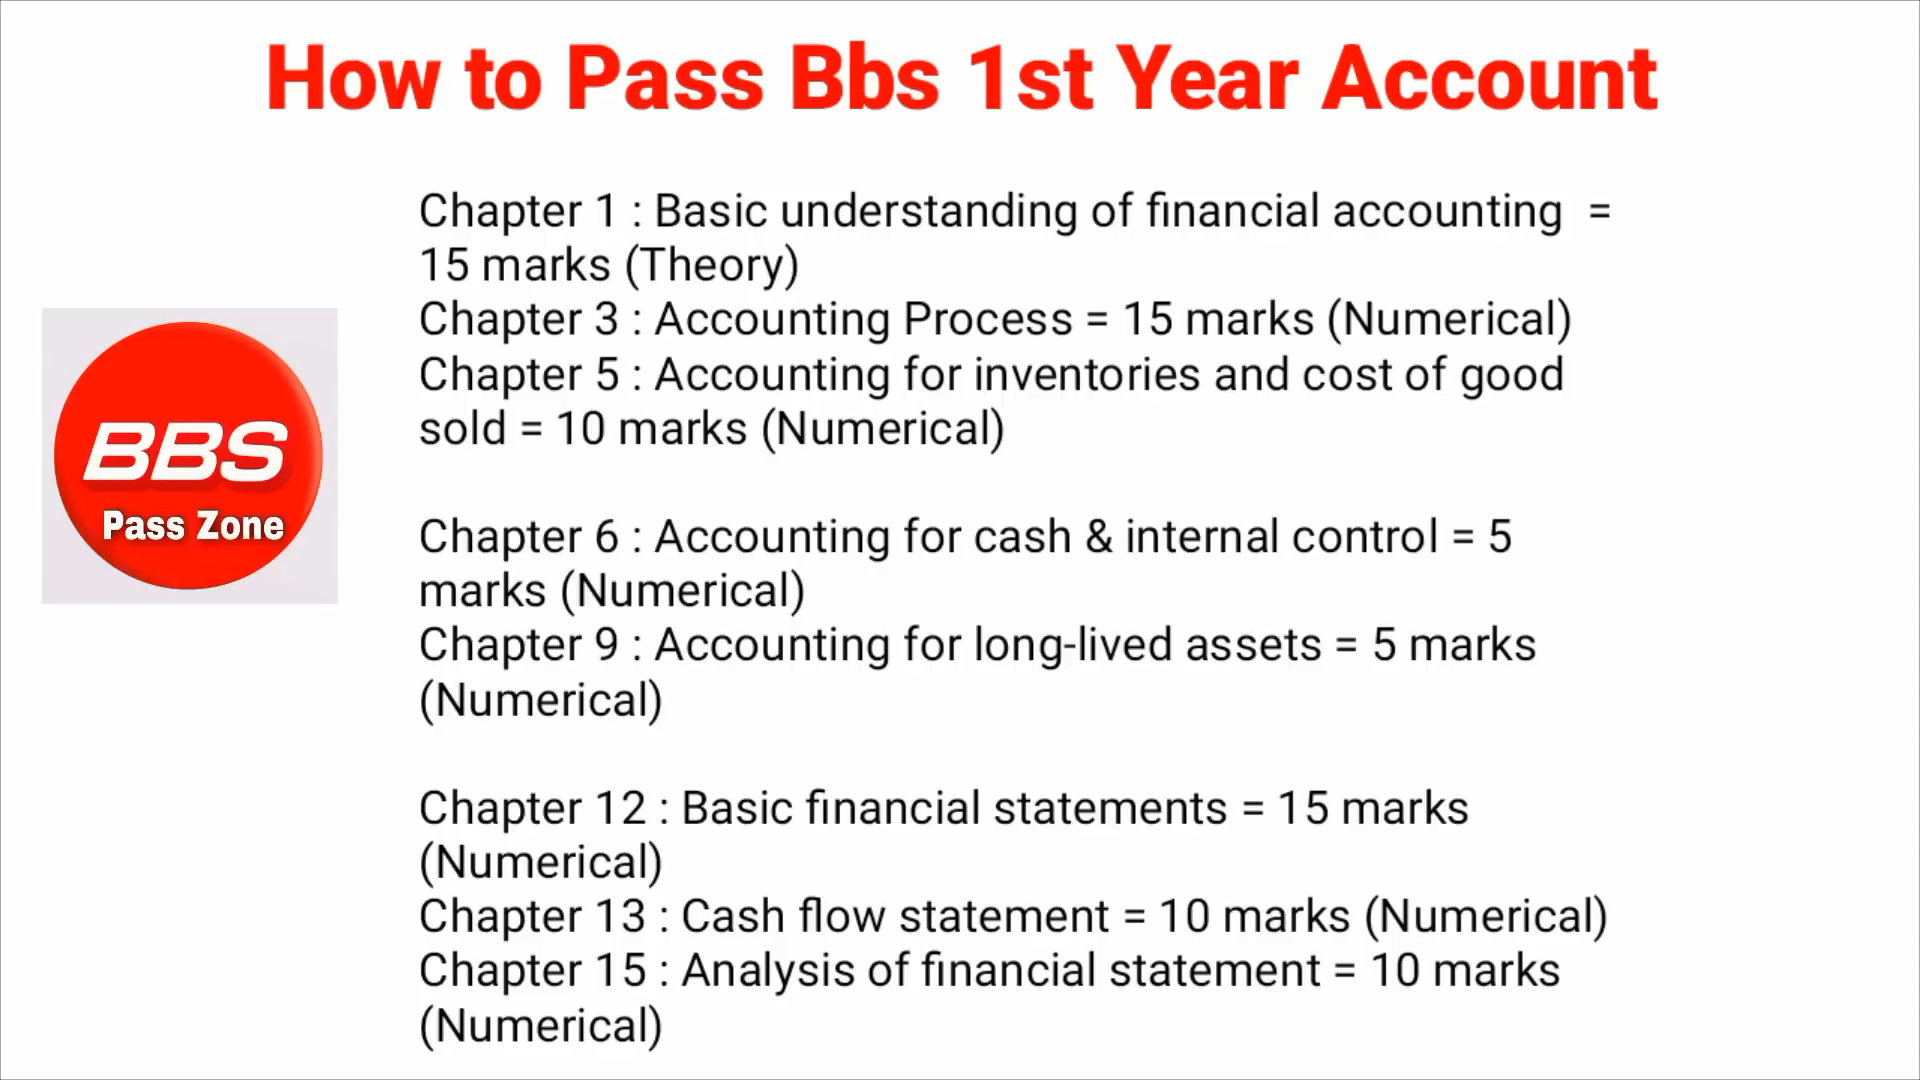 How to Pass Bbs 1st Year Account
Chapter 1 : Basic understanding of financial accounting =
15 marks (Theory)
Chapter 3 : Accounting Process = 15 marks (Numerical)
Chapter 5 : Accounting for inventories and cost of good
sold = 10 marks (Numerical)
BBS
Pass Zone
Chapter 6 : Accounting for cash & internal control = 5
marks (Numerical)
Chapter 9 : Accounting for long-lived assets = 5 marks
(Numerical)
Chapter 12 : Basic financial statements = 15 marks
(Numerical)
Chapter 13 : Cash flow statement = 10 marks (Numerical)
Chapter 15 : Analysis of financial statement = 10 marks
(Numerical)